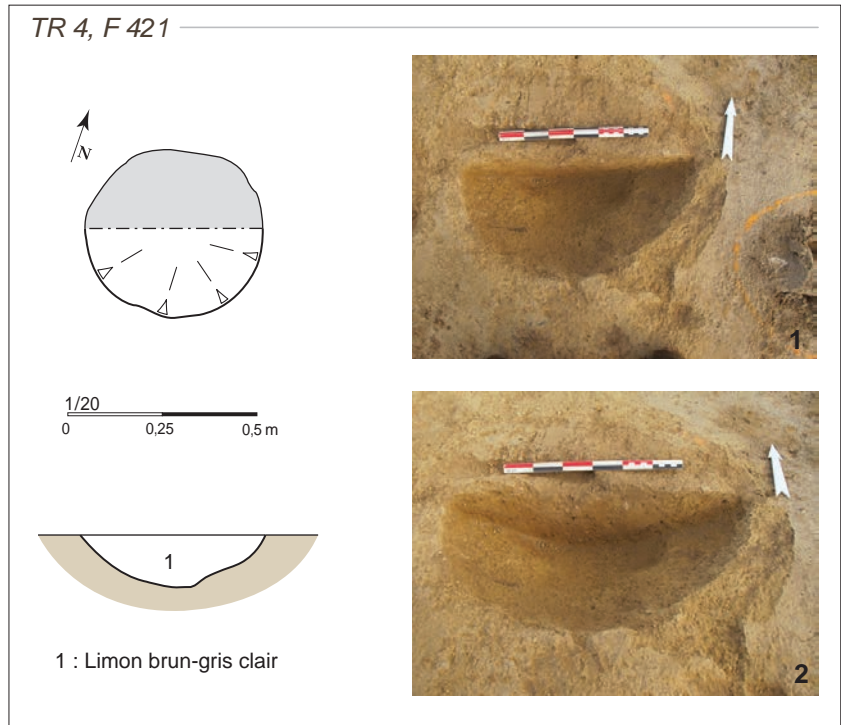 TR 4, F 421
N
1
1/20
0 0,25 0,5 m
1
1 : Limon brun-gris clair
2